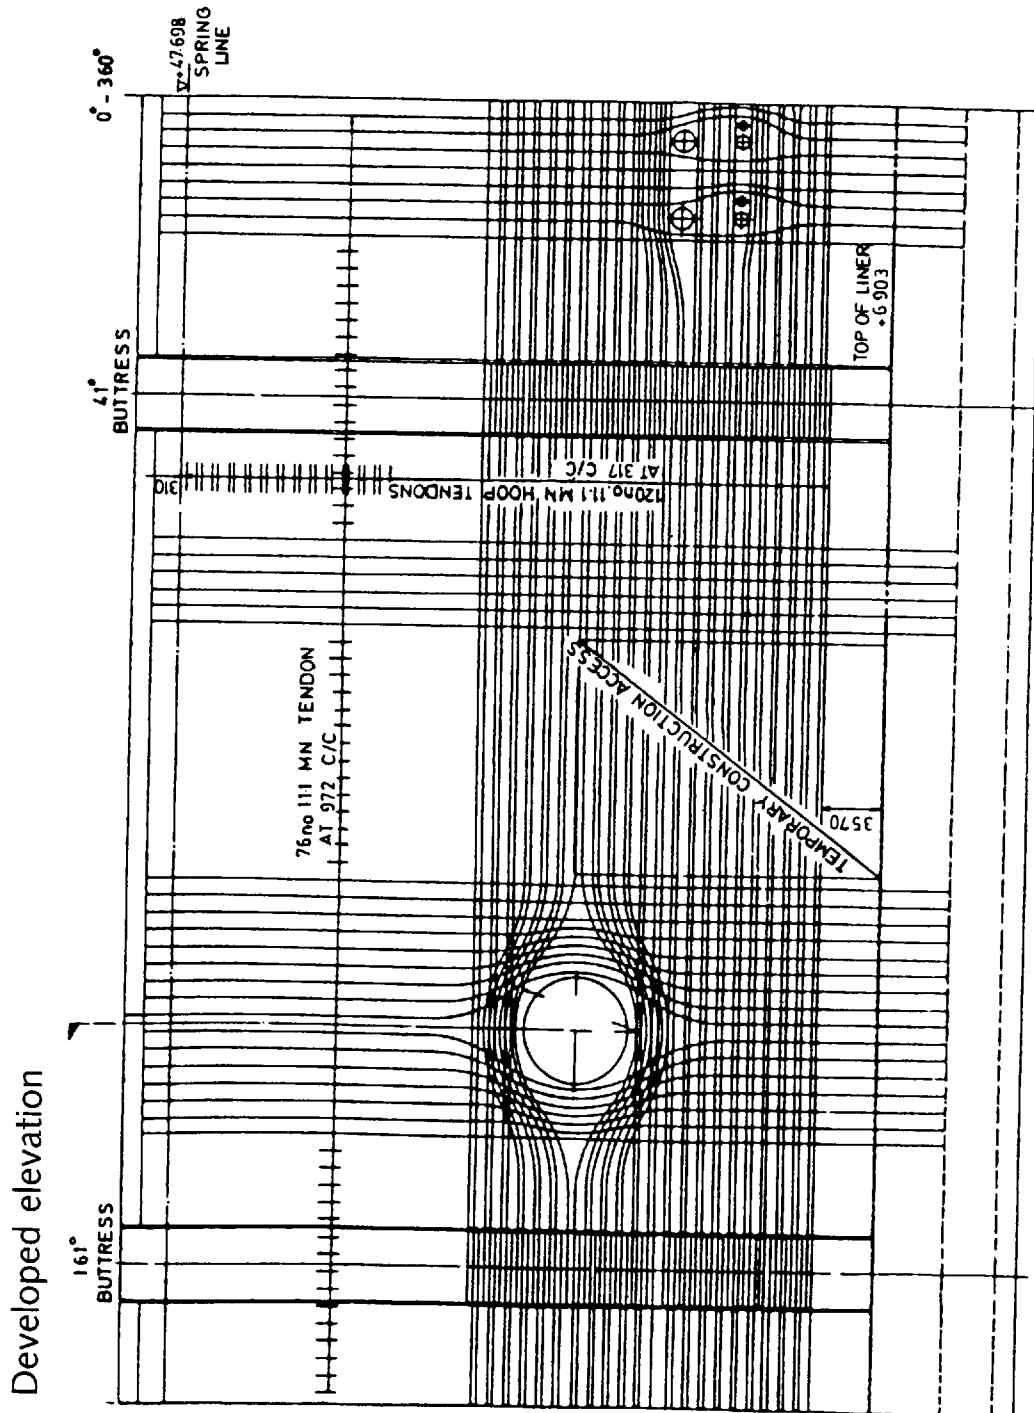 Developed elevation
0°- 360°
+47.698
SPRING
LINE
41°
BUTTRESS
310
120no. 11.1 MN HOOP TENDONS
AT 317 C/C
76no 11.1 MN TENDON
AT 972 C/C
TOP OF LINER
+6 903
TEMPORARY CONSTRUCTION ACCESS
3570
161°
BUTTRESS